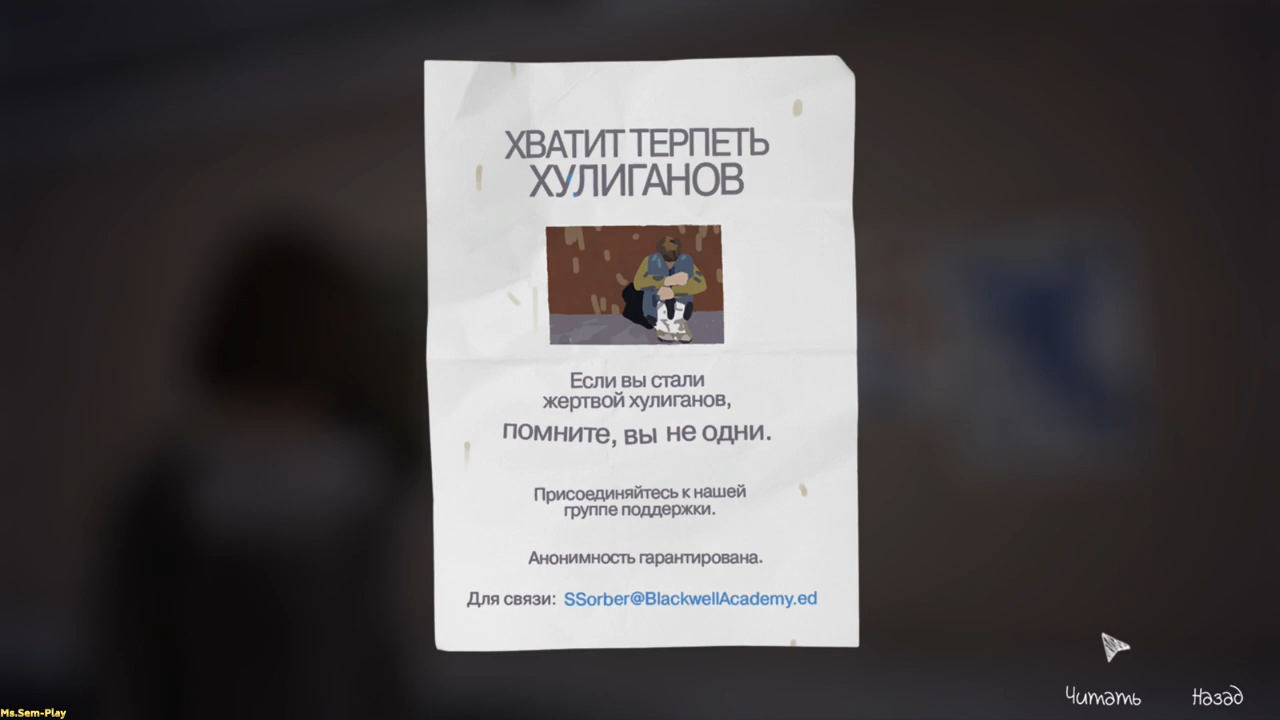 ХВАТИТ ТЕРПЕТЬ
ХУЛИГАНОВ
Если вы стали
жертвой хулиганов,
помните, вы не одни.
Присоединяйтесь к нашей
группе поддержки.
Анонимность гарантирована.
Для связи: SSorber@BlackwellAcademy.ed
Читать Назад
Ms.Sem-Play